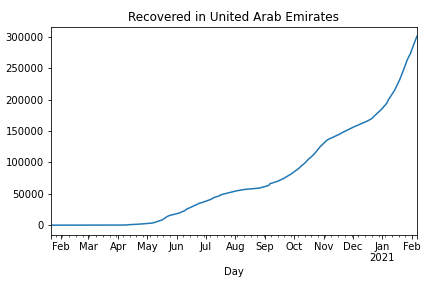 Recovered in United Arab Emirates
300000
250000
200000
150000
100000
50000
0
Feb Mar Apr May Jun Jul Aug Sep Oct Nov Dec Jan Feb
2021
Day